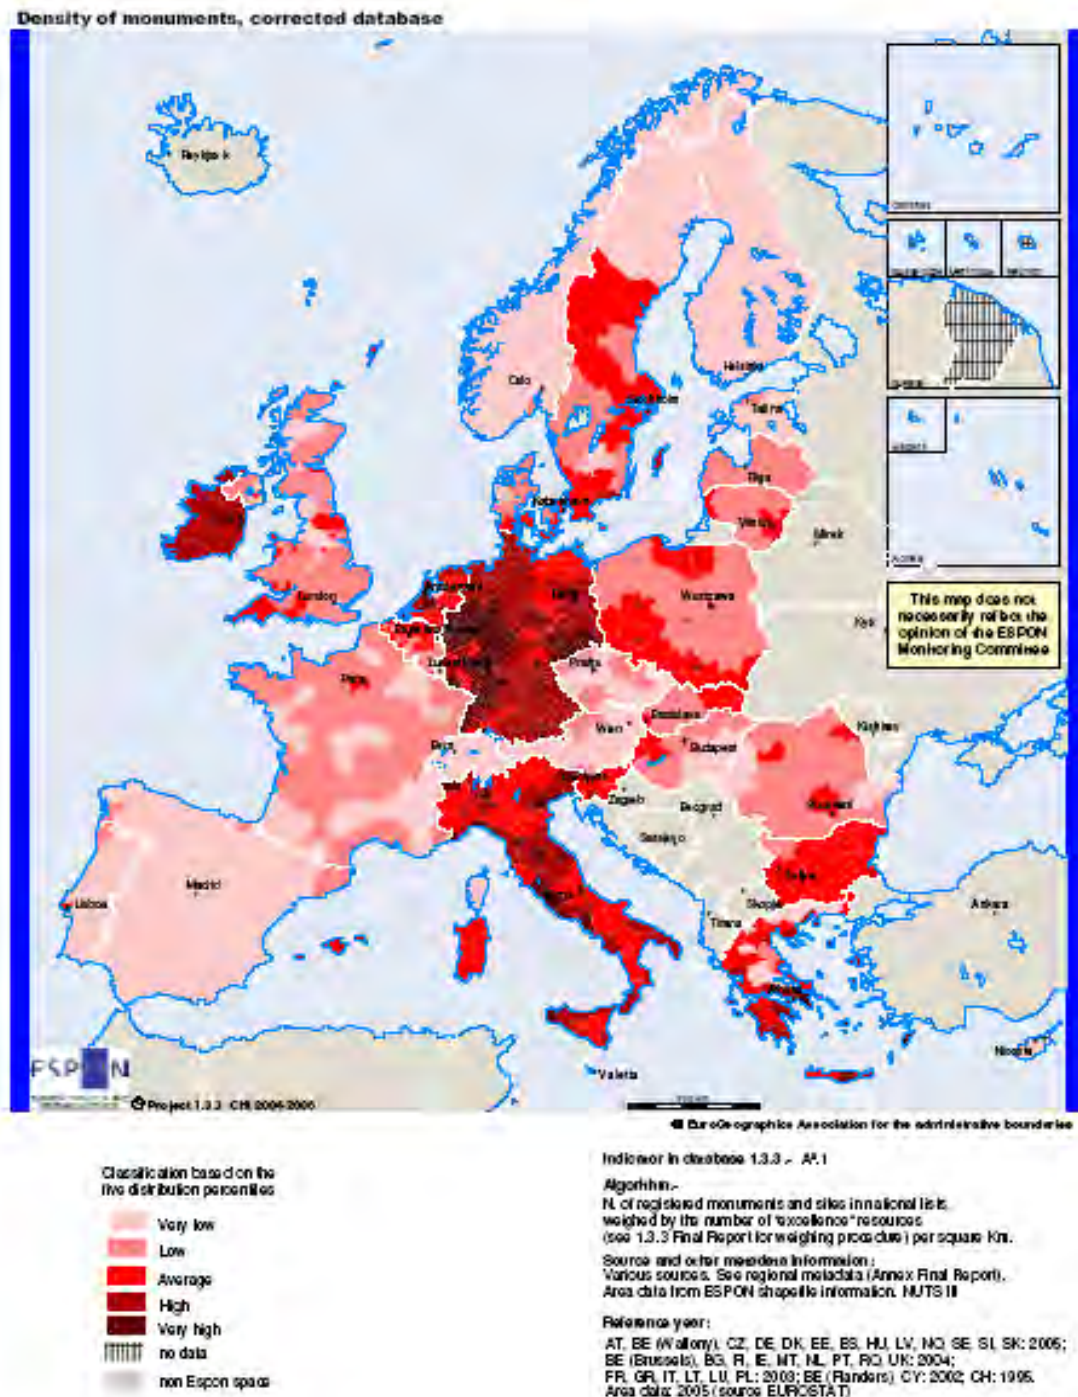 Density of monuments, corrected database
Reykjavik
Oslo
Helsinki
Stockholm
Tallinn
Riga
Vilnius
Minsk
London
Warszawa
Kyiv
Paris
Praha
Wien
Bratislava
Budapest
Kishinev
Bern
Zagreb
Beograd
Bucuresti
Sarajevo
Sofia
Skopje
Tirana
Ankara
Madrid
Lisboa
Roma
Nicosia
Valletta
This map does not
necessarily reflect the
opinion of the ESPON
Monitoring Committee
ESPON
© Project 1.3.3 CHI 2004-2006
© EuroGeographics Association for the administrative boundaries
Classification based on the
five distribution percentiles
Very low
Low
Average
High
Very high
no data
non Espon space
Indicator in database 1.3.3 .- A*.1
Algorithm.-
N. of registered monuments and sites in national lists,
weighed by the number of "excellence" resources
(see 1.3.3 Final Report for weighing procedure) per square Km.
Source and other metadata information:
Various sources. See regional metadata (Annex Final Report).
Area data from ESPON shapefile information. NUTS III
Reference year:
AT, BE (Wallony), CZ, DE, DK, EE, ES, HU, LV, NO, SE, SI, SK: 2005;
BE (Brussels), BG, FI, IE, MT, NL, PT, RO, UK: 2004;
FR, GR, IT, LT, LU, PL: 2003; BE (Flanders), CY: 2002; CH: 1995.
Area data: 2005 (source EUROSTAT)